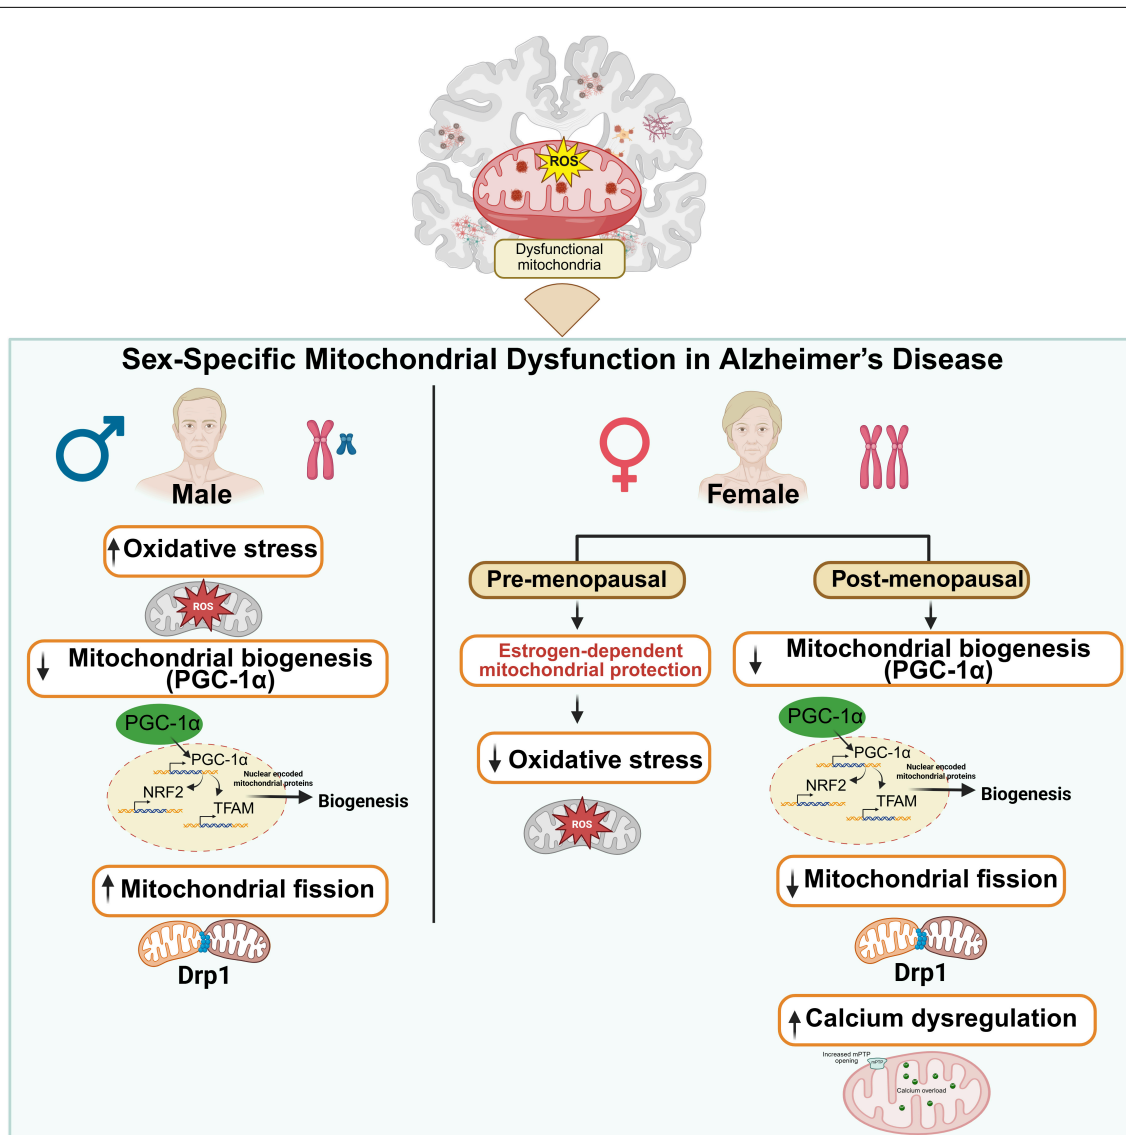 ROS
Dysfunctional
mitochondria
Sex-Specific Mitochondrial Dysfunction in Alzheimer’s Disease
Male
↑ Oxidative stress
ROS
↓ Mitochondrial biogenesis
(PGC-1α)
PGC-1α
PGC-1α
Nuclear encoded
mitochondrial proteins
NRF2
TFAM
Biogenesis
↑ Mitochondrial fission
Drp1
Female
Pre-menopausal
Estrogen-dependent
mitochondrial protection
↓ Oxidative stress
ROS
Post-menopausal
↓ Mitochondrial biogenesis
(PGC-1α)
PGC-1α
PGC-1α
Nuclear encoded
mitochondrial proteins
NRF2
TFAM
Biogenesis
↓ Mitochondrial fission
Drp1
↑ Calcium dysregulation
Increased mPTP
opening
mPTP
Calcium overload